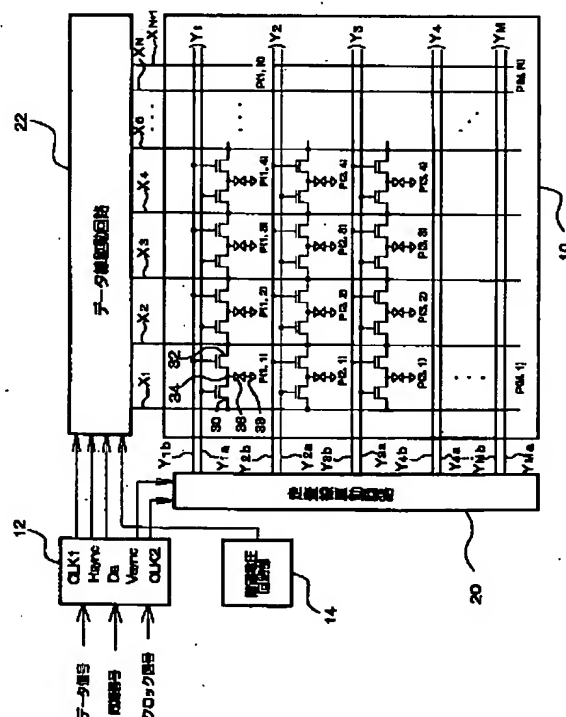 22
データ線駆動回路
X1
X2
X3
X4
X5
XN
XN+1
12
CLK1
Hsync
Da
Vsync
CLK2
データ信号
同期信号
クロック信号
14
20
10
Y1b
Y1a
Y2b
Y2a
Y3b
Y3a
Y4b
Y4a
YMb
YMa
Y1
Y2
Y3
Y4
YM
30
32
34
36
38
P(1, 1)
P(1, 2)
P(1, 3)
P(1, 4)
P(1, N)
P(2, 1)
P(2, 2)
P(2, 3)
P(2, 4)
P(3, 1)
P(3, 2)
P(3, 3)
P(3, 4)
P(M, 1)
P(M, N)